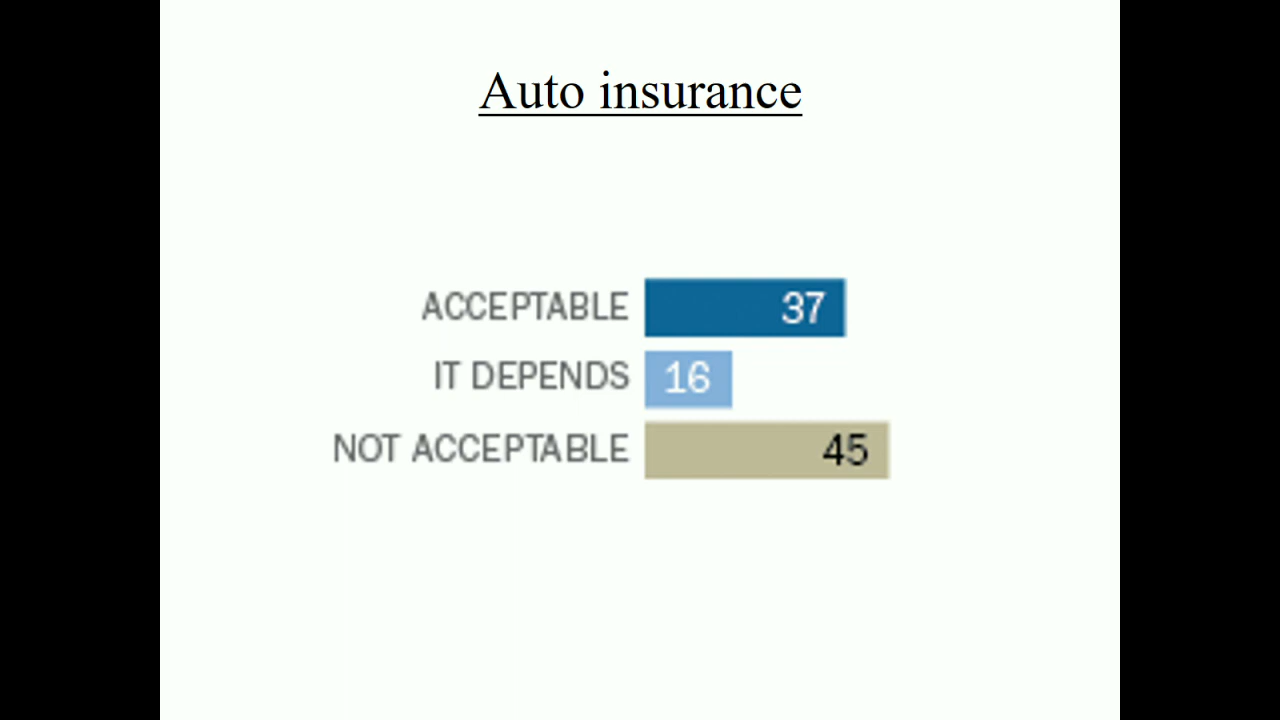 Auto insurance
ACCEPTABLE 37
IT DEPENDS 16
NOT ACCEPTABLE 45